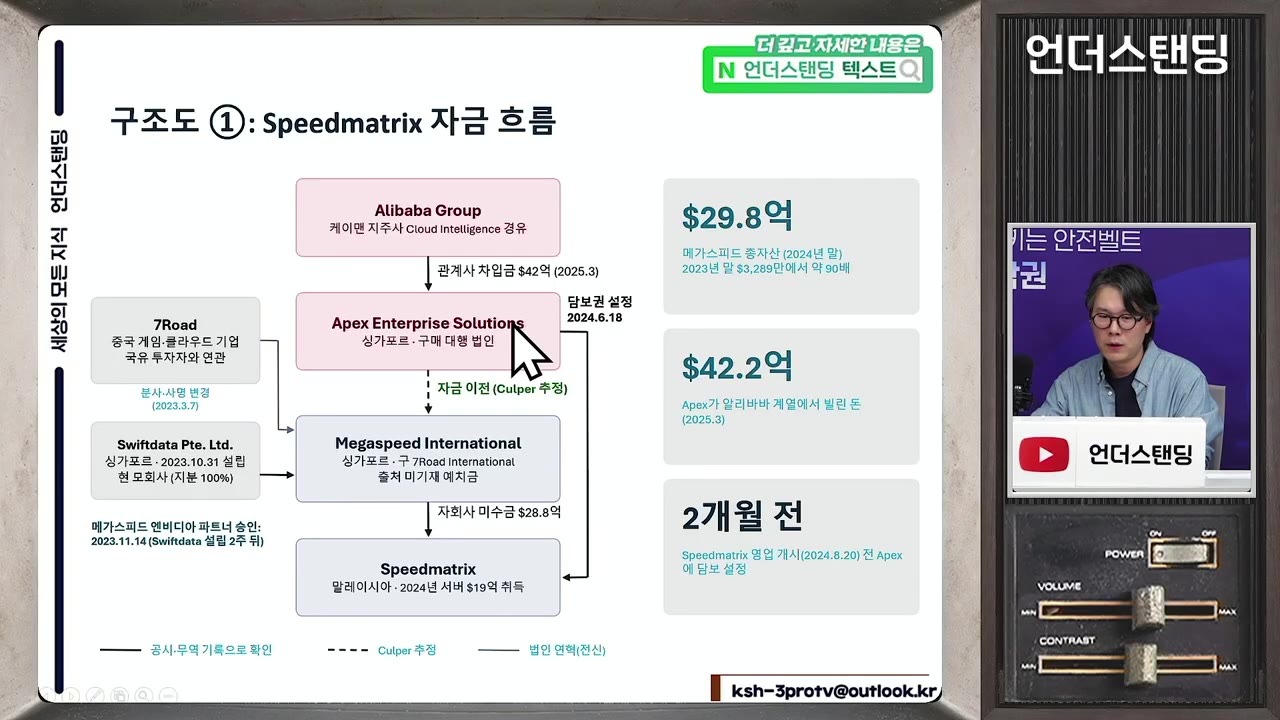 더 깊고 자세한 내용은
N 언더스탠딩 텍스트
언더스탠딩
세상의 모든 지식 언더스탠딩
구조도 ①: Speedmatrix 자금 흐름
Alibaba Group
케이맨 지주사 Cloud Intelligence 경유
관계사 차입금 $42억 (2025.3)
담보권 설정
2024.6.18
Apex Enterprise Solutions
싱가포르 · 구매 대행 법인
7Road
중국 게임·클라우드 기업
국유 투자자와 연관
분사·사명 변경
(2023.3.7)
자금 이전 (Culper 추정)
Swiftdata Pte. Ltd.
싱가포르 · 2023.10.31 설립
현 모회사 (지분 100%)
Megaspeed International
싱가포르 · 구 7Road International
출처 미기재 예치금
메가스피드 엔비디아 파트너 승인:
2023.11.14 (Swiftdata 설립 2주 뒤)
자회사 미수금 $28.8억
Speedmatrix
말레이시아 · 2024년 서버 $19억 취득
공시·무역 기록으로 확인
Culper 추정
법인 연혁(전신)
$29.8억
메가스피드 총자산 (2024년 말)
2023년 말 $3,289만에서 약 90배
$42.2억
Apex가 알리바바 계열에서 빌린 돈
(2025.3)
2개월 전
Speedmatrix 영업 개시(2024.8.20) 전 Apex
에 담보 설정
ksh-3protv@outlook.kr
키는 안전벨트
언더스탠딩
POWER
ON
OFF
VOLUME
MIN
MAX
CONTRAST
MIN
MAX